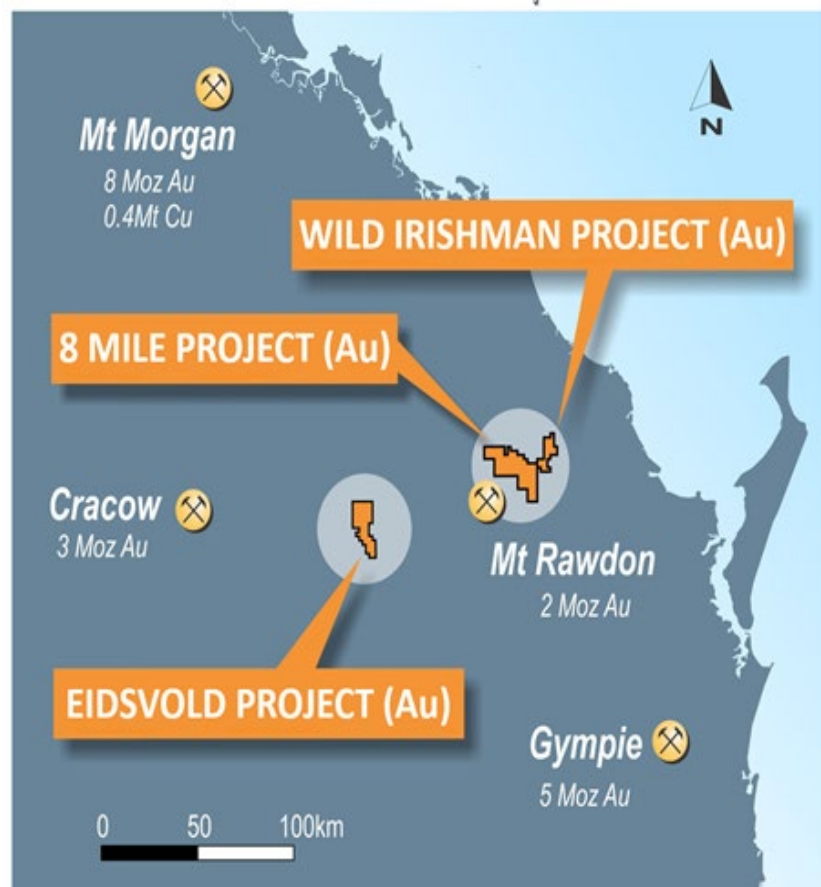 Mt Morgan
8 Moz Au
0.4Mt Cu
N
WILD IRISHMAN PROJECT (Au)
8 MILE PROJECT (Au)
Cracow
3 Moz Au
Mt Rawdon
2 Moz Au
EIDSVOLD PROJECT (Au)
Gympie
5 Moz Au
0 50 100km